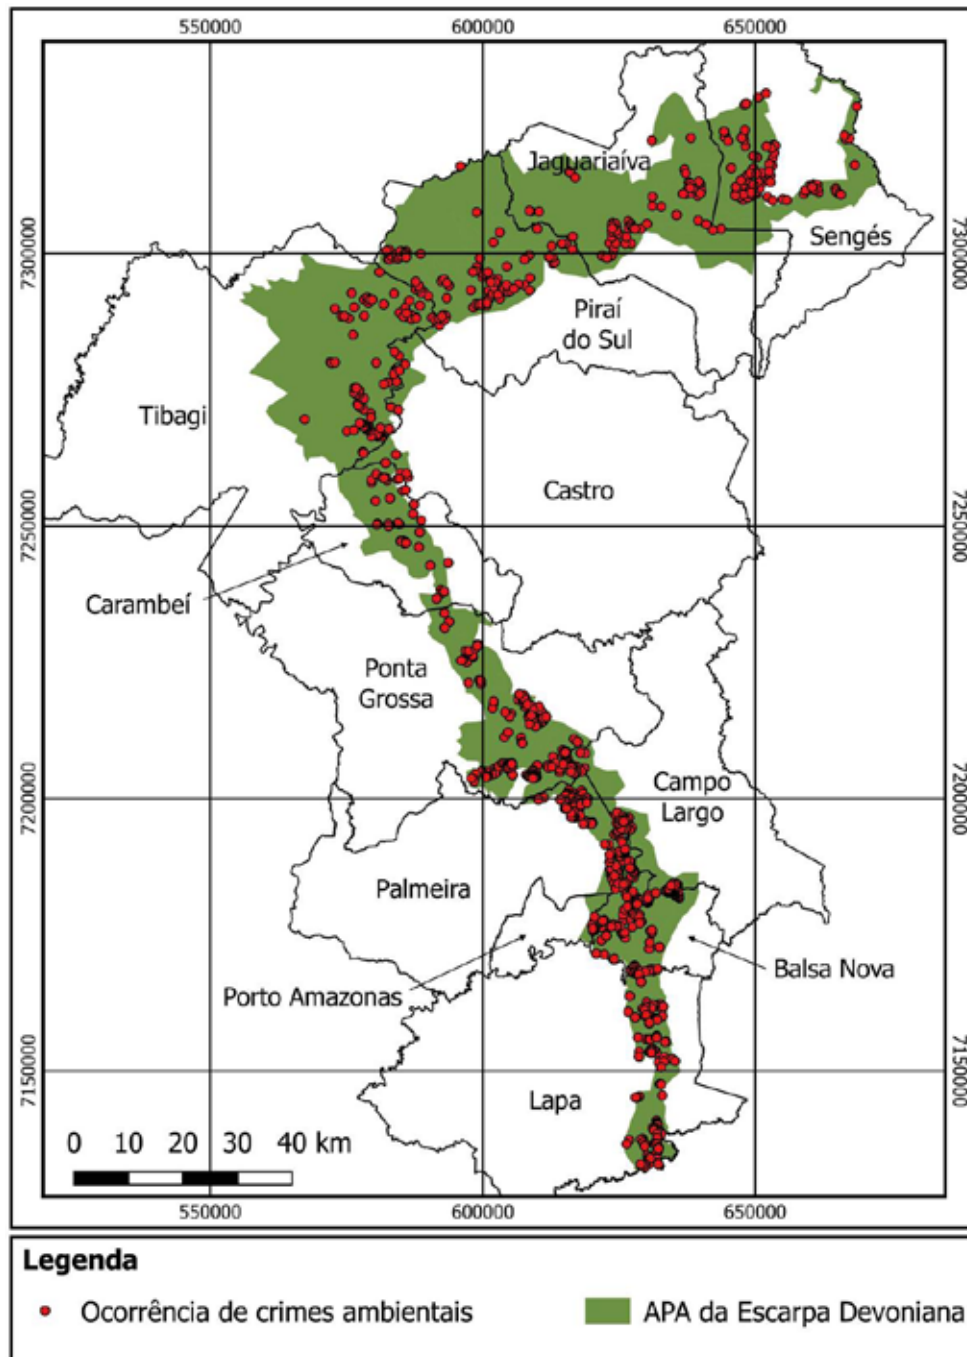 550000
600000
650000
Jaguariaíva
Sengés
7300000
7300000
Piraí
do Sul
Tibagi
Castro
7250000
7250000
Carambeí
Ponta
Grossa
Campo
Largo
7200000
7200000
Palmeira
Porto Amazonas
Balsa Nova
7150000
7150000
Lapa
0 10 20 30 40 km
550000
600000
650000
Legenda
Ocorrência de crimes ambientais
APA da Escarpa Devoniana